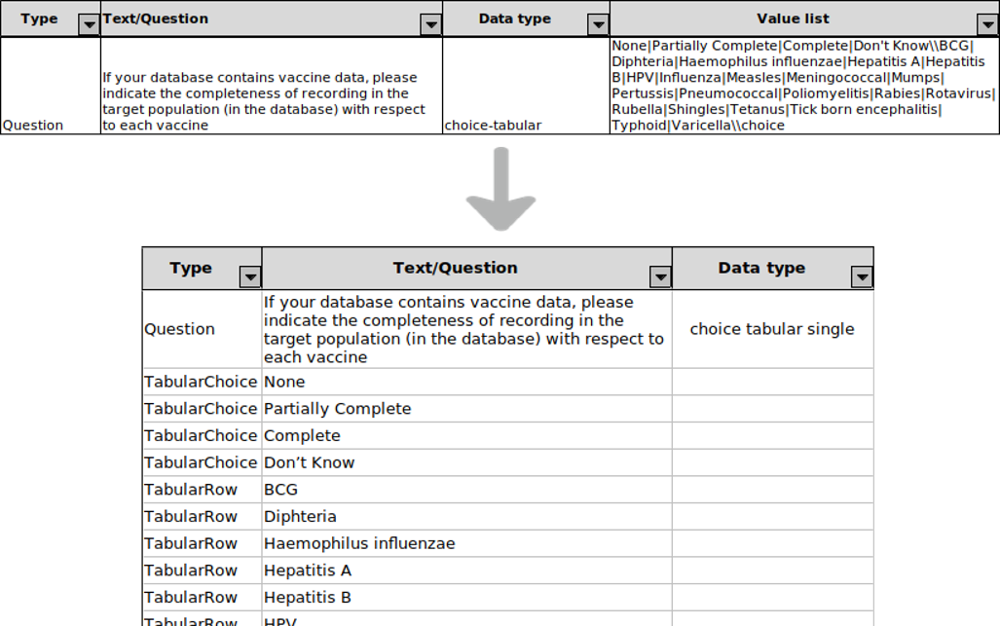 Type Text/Question Data type Value list
None|Partially Complete|Complete|Don't Know\\BCG|
Diphteria|Haemophilus influenzae|Hepatitis A|Hepatitis
B|HPV|Influenza|Measles|Meningococcal|Mumps|
Pertussis|Pneumococcal|Poliomyelitis|Rabies|Rotavirus|
Rubella|Shingles|Tetanus|Tick born encephalitis|
Typhoid|Varicella\\choice
If your database contains vaccine data, please
indicate the completeness of recording in the
target population (in the database) with respect
to each vaccine
Question
choice-tabular
Type Text/Question Data type
Question
If your database contains vaccine data, please
indicate the completeness of recording in the
target population (in the database) with respect to
each vaccine
choice tabular single
TabularChoice None
TabularChoice Partially Complete
TabularChoice Complete
TabularChoice Don’t Know
TabularRow BCG
TabularRow Diphteria
TabularRow Haemophilus influenzae
TabularRow Hepatitis A
TabularRow Hepatitis B
TabularRow HPV